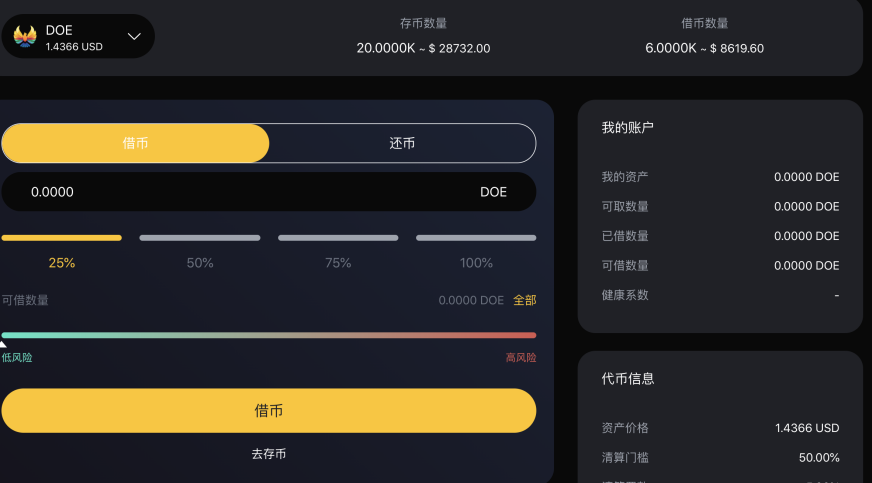 DOE
1.4366 USD
存币数量
20.0000K ~ $ 28732.00
借币数量
6.0000K ~ $ 8619.60
借币
还币
0.0000
DOE
25%
50%
75%
100%
可借数量
0.0000 DOE 全部
低风险
高风险
借币
去存币
我的账户
我的资产
0.0000 DOE
可取数量
0.0000 DOE
已借数量
0.0000 DOE
可借数量
0.0000 DOE
健康系数
-
代币信息
资产价格
1.4366 USD
清算门槛
50.00%